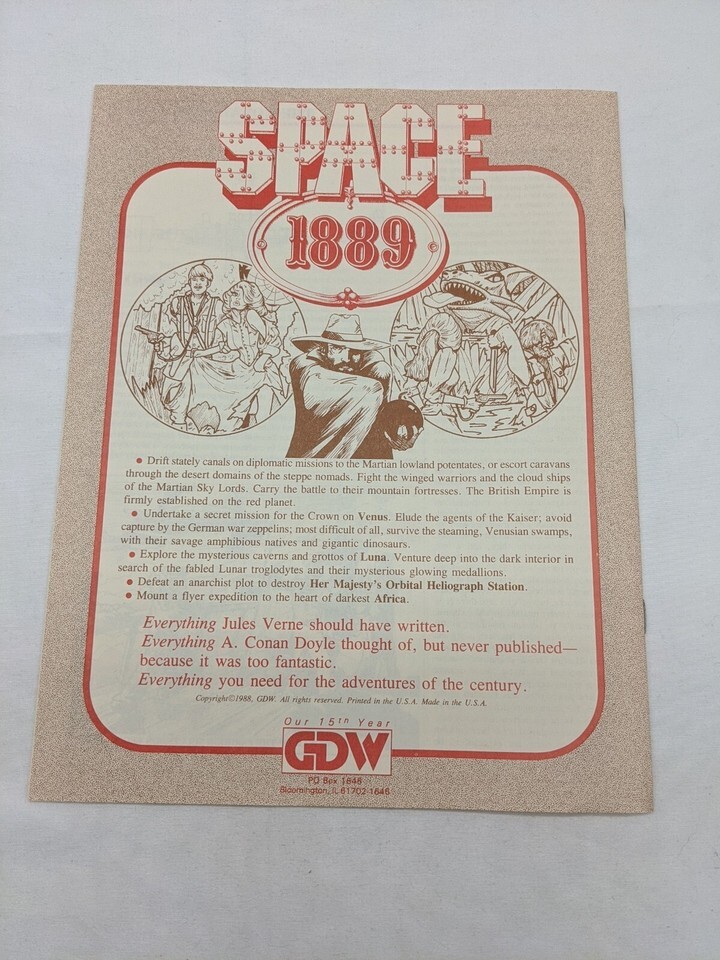 SPACE
1889
• Drift stately canals on diplomatic missions to the Martian lowland potentates, or escort caravans
through the desert domains of the steppe nomads. Fight the winged warriors and the cloud ships
of the Martian Sky Lords. Carry the battle to their mountain fortresses. The British Empire is
firmly established on the red planet.
• Undertake a secret mission for the Crown on Venus. Elude the agents of the Kaiser; avoid
capture by the German war zeppelins; most difficult of all, survive the steaming, Venusian swamps,
with their savage amphibious natives and gigantic dinosaurs.
• Explore the mysterious caverns and grottos of Luna. Venture deep into the dark interior in
search of the fabled Lunar troglodytes and their mysterious glowing medallions.
• Defeat an anarchist plot to destroy Her Majesty's Orbital Heliograph Station.
• Mount a flyer expedition to the heart of darkest Africa.
Everything Jules Verne should have written.
Everything A. Conan Doyle thought of, but never published—
because it was too fantastic.
Everything you need for the adventures of the century.
Copyright©1988, GDW. All rights reserved. Printed in the U.S.A. Made in the U.S.A.
Our 15th Year
GDW
PO Box 1646
Bloomington, IL 61702-1646